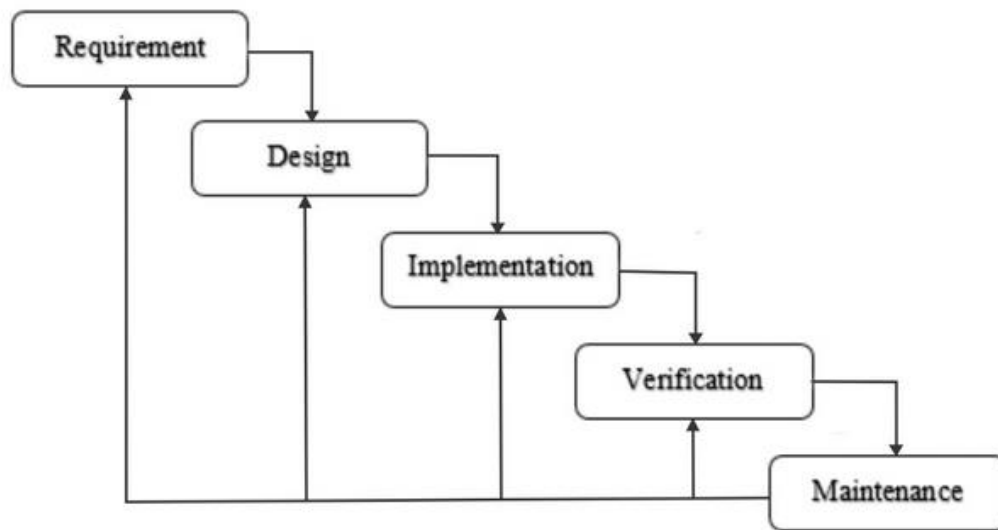 Requirement
Design
Implementation
Verification
Maintenance